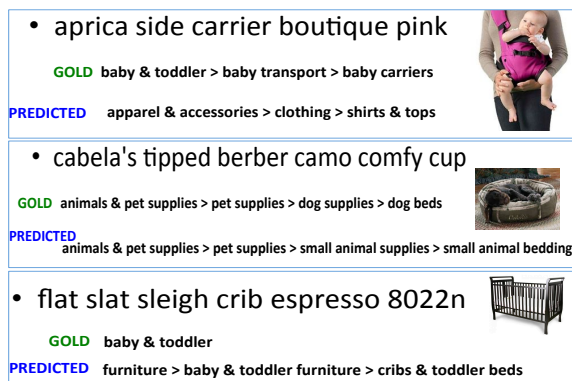 • aprica side carrier boutique pink
GOLD baby & toddler > baby transport > baby carriers
PREDICTED apparel & accessories > clothing > shirts & tops
• cabela's tipped berber camo comfy cup
GOLD animals & pet supplies > pet supplies > dog supplies > dog beds
PREDICTED
animals & pet supplies > pet supplies > small animal supplies > small animal bedding
• flat slat sleigh crib espresso 8022n
GOLD baby & toddler
PREDICTED furniture > baby & toddler furniture > cribs & toddler beds